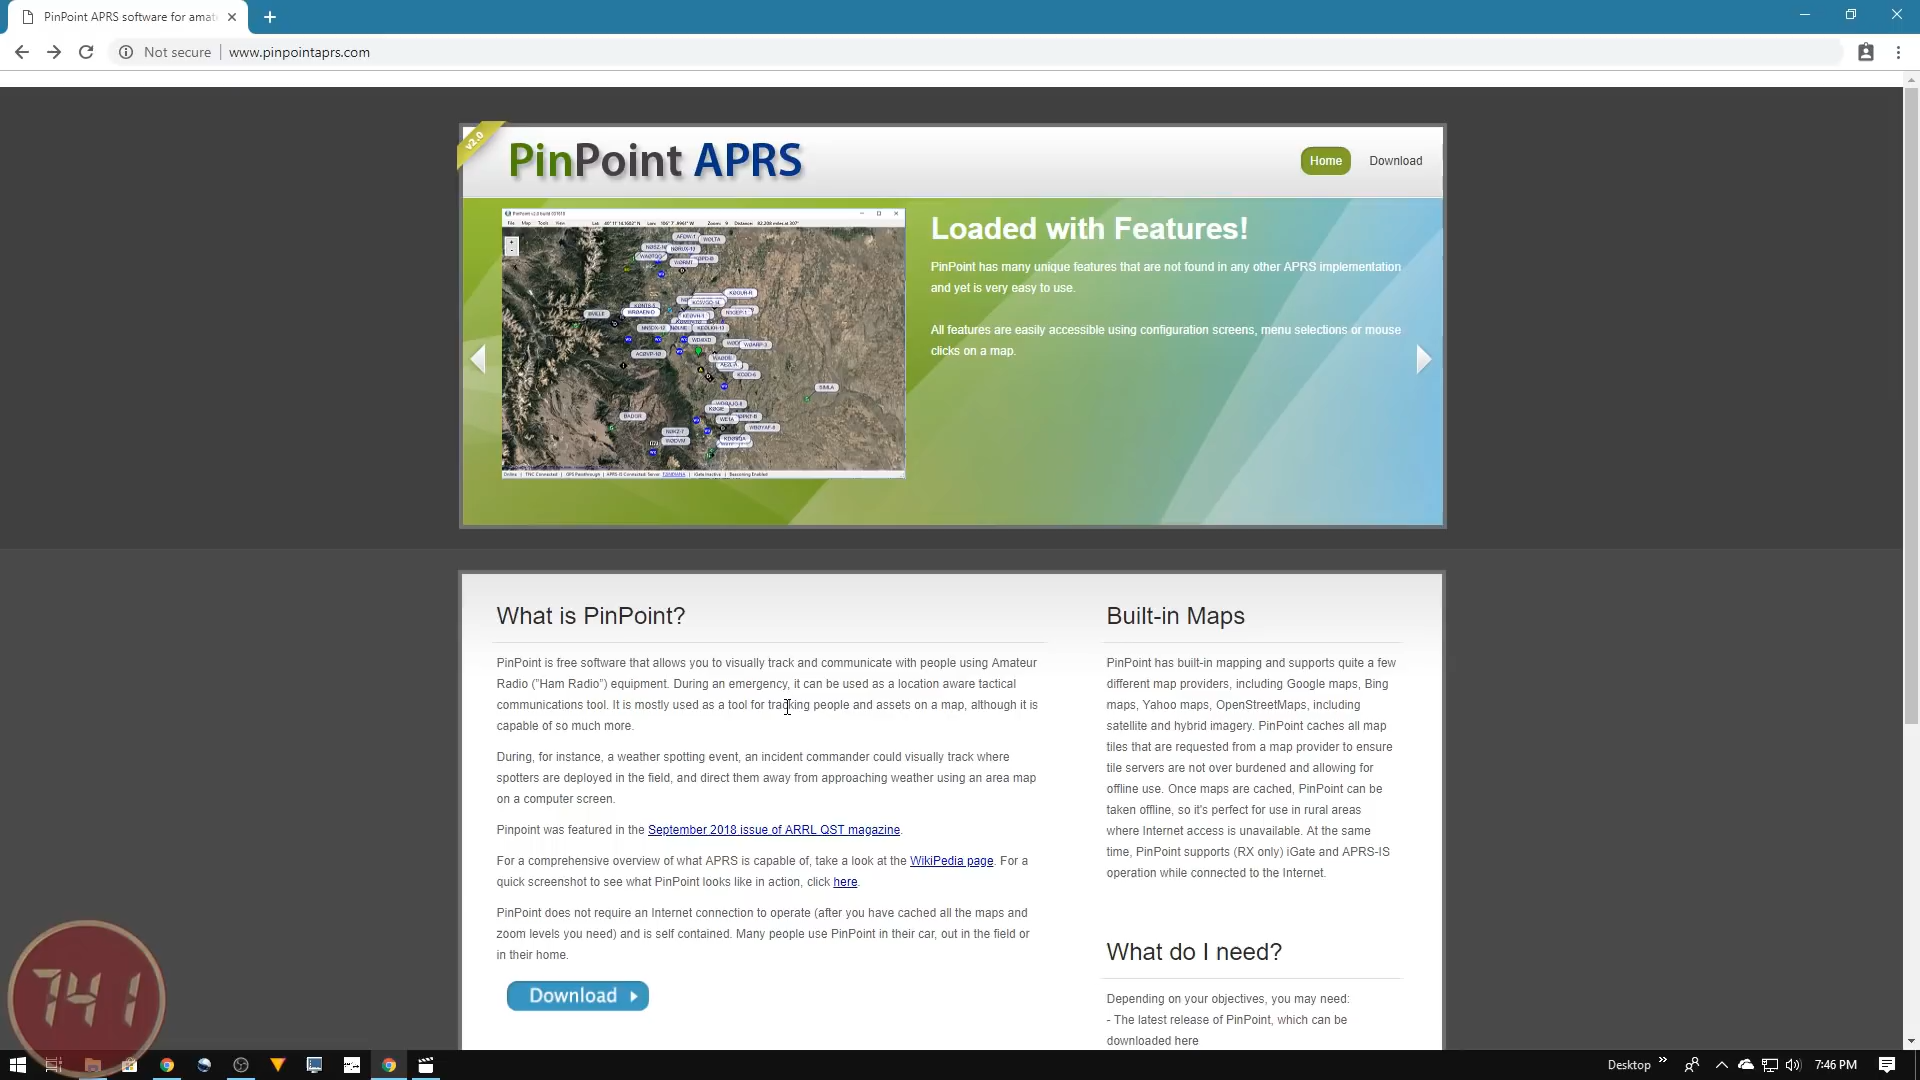 PinPoint APRS software for amat
Not secure
www.pinpointaprs.com
v2.0
PinPoint APRS
Home
Download
Loaded with Features!
PinPoint has many unique features that are not found in any other APRS implementation
and yet is very easy to use.
All features are easily accessible using configuration screens, menu selections or mouse
clicks on a map.
What is PinPoint?
PinPoint is free software that allows you to visually track and communicate with people using Amateur
Radio ("Ham Radio") equipment. During an emergency, it can be used as a location aware tactical
communications tool. It is mostly used as a tool for tracking people and assets on a map, although it is
capable of so much more.
During, for instance, a weather spotting event, an incident commander could visually track where
spotters are deployed in the field, and direct them away from approaching weather using an area map
on a computer screen.
Pinpoint was featured in the September 2018 issue of ARRL QST magazine.
For a comprehensive overview of what APRS is capable of, take a look at the WikiPedia page. For a
quick screenshot to see what PinPoint looks like in action, click here.
PinPoint does not require an Internet connection to operate (after you have cached all the maps and
zoom levels you need) and is self contained. Many people use PinPoint in their car, out in the field or
in their home.
Download
Built-in Maps
PinPoint has built-in mapping and supports quite a few
different map providers, including Google maps, Bing
maps, Yahoo maps, OpenStreetMaps, including
satellite and hybrid imagery. PinPoint caches all map
tiles that are requested from a map provider to ensure
tile servers are not over burdened and allowing for
offline use. Once maps are cached, PinPoint can be
taken offline, so it's perfect for use in rural areas
where Internet access is unavailable. At the same
time, PinPoint supports (RX only) iGate and APRS-IS
operation while connected to the Internet.
What do I need?
Depending on your objectives, you may need:
- The latest release of PinPoint, which can be
downloaded here
741
Desktop
7:46 PM